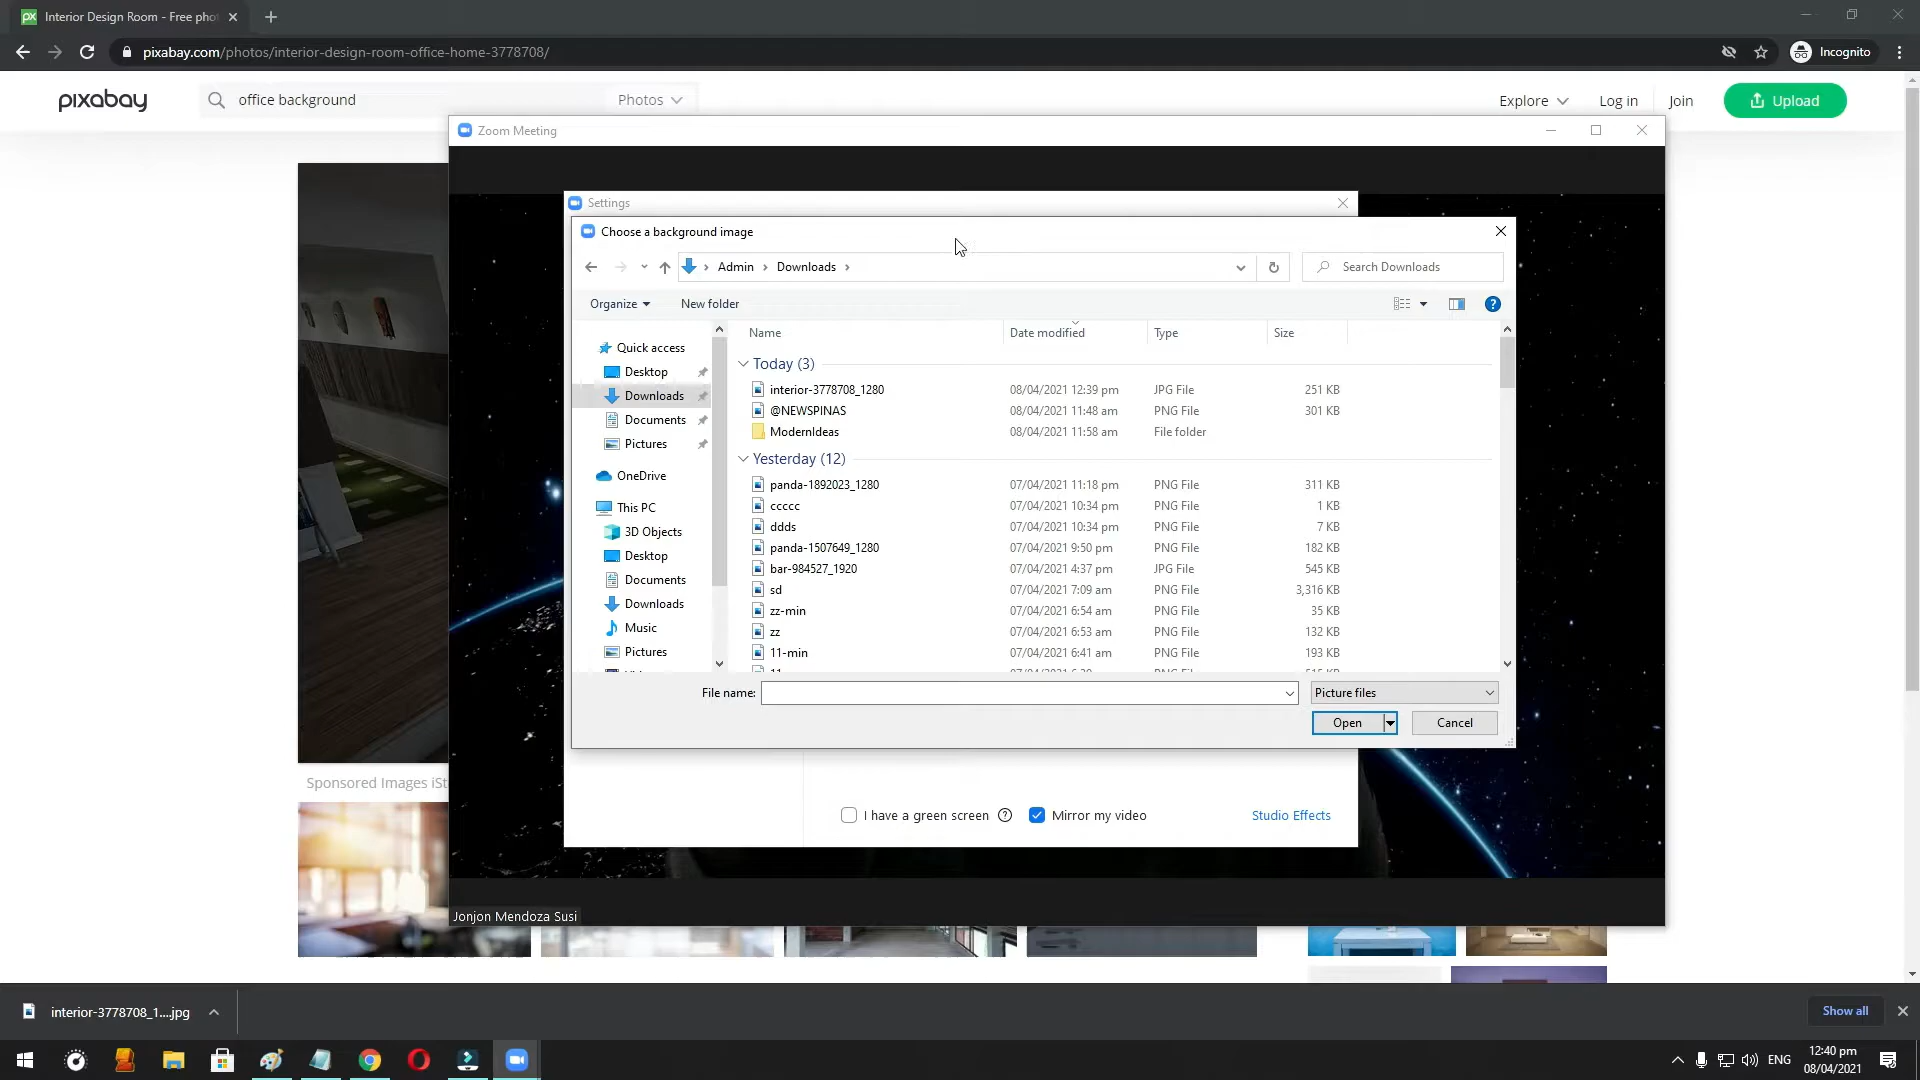 Interior Design Room - Free pho
pixabay.com/photos/interior-design-room-office-home-3778708/
Incognito
pixabay
office background
Photos
Explore
Log in
Join
Upload
Zoom Meeting
Settings
Choose a background image
Admin
Downloads
Search Downloads
Organize
New folder
Name
Date modified
Type
Size
Quick access
Desktop
Downloads
Documents
Pictures
OneDrive
This PC
3D Objects
Desktop
Documents
Downloads
Music
Pictures
Today (3)
interior-3778708_1280 08/04/2021 12:39 pm JPG File 251 KB
@NEWSPINAS 08/04/2021 11:48 am PNG File 301 KB
ModernIdeas 08/04/2021 11:58 am File folder
Yesterday (12)
panda-1892023_1280 07/04/2021 11:18 pm PNG File 311 KB
ccccc 07/04/2021 10:34 pm PNG File 1 KB
ddds 07/04/2021 10:34 pm PNG File 7 KB
panda-1507649_1280 07/04/2021 9:50 pm PNG File 182 KB
bar-984527_1920 07/04/2021 4:37 pm JPG File 545 KB
sd 07/04/2021 7:09 am PNG File 3,316 KB
zz-min 07/04/2021 6:54 am PNG File 35 KB
zz 07/04/2021 6:53 am PNG File 132 KB
11-min 07/04/2021 6:41 am PNG File 193 KB
File name:
Picture files
Open
Cancel
Sponsored Images iSt
I have a green screen
Mirror my video
Studio Effects
Jonjon Mendoza Susi
interior-3778708_1....jpg
Show all
ENG
12:40 pm
08/04/2021